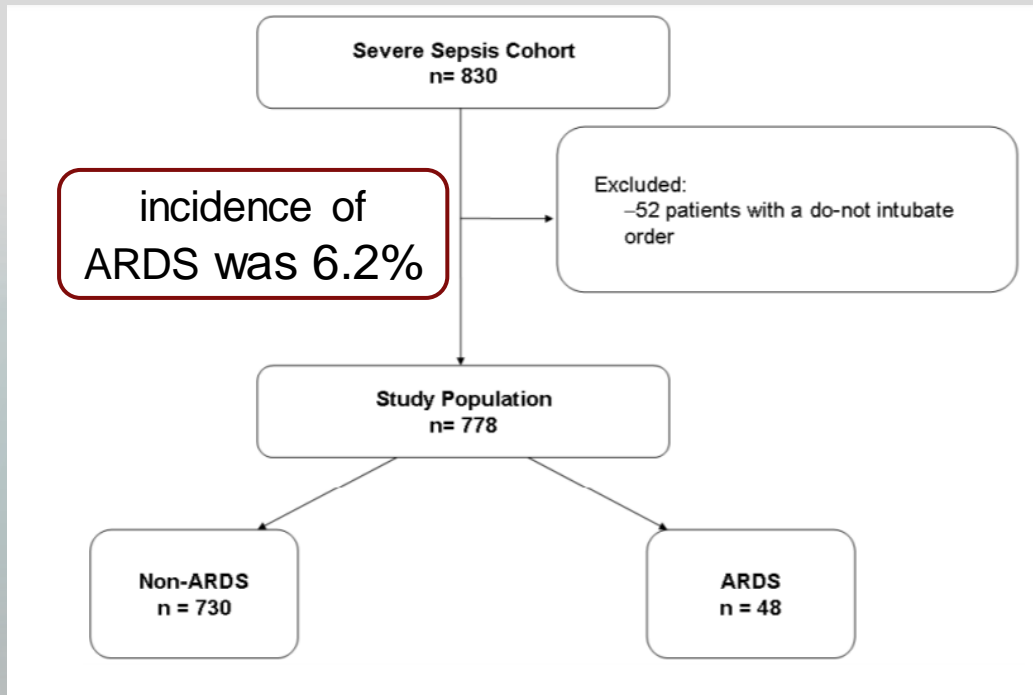 Severe Sepsis Cohort
n= 830
incidence of
ARDS was 6.2%
Excluded:
–52 patients with a do-not intubate
order
Study Population
n= 778
Non-ARDS
n = 730
ARDS
n = 48